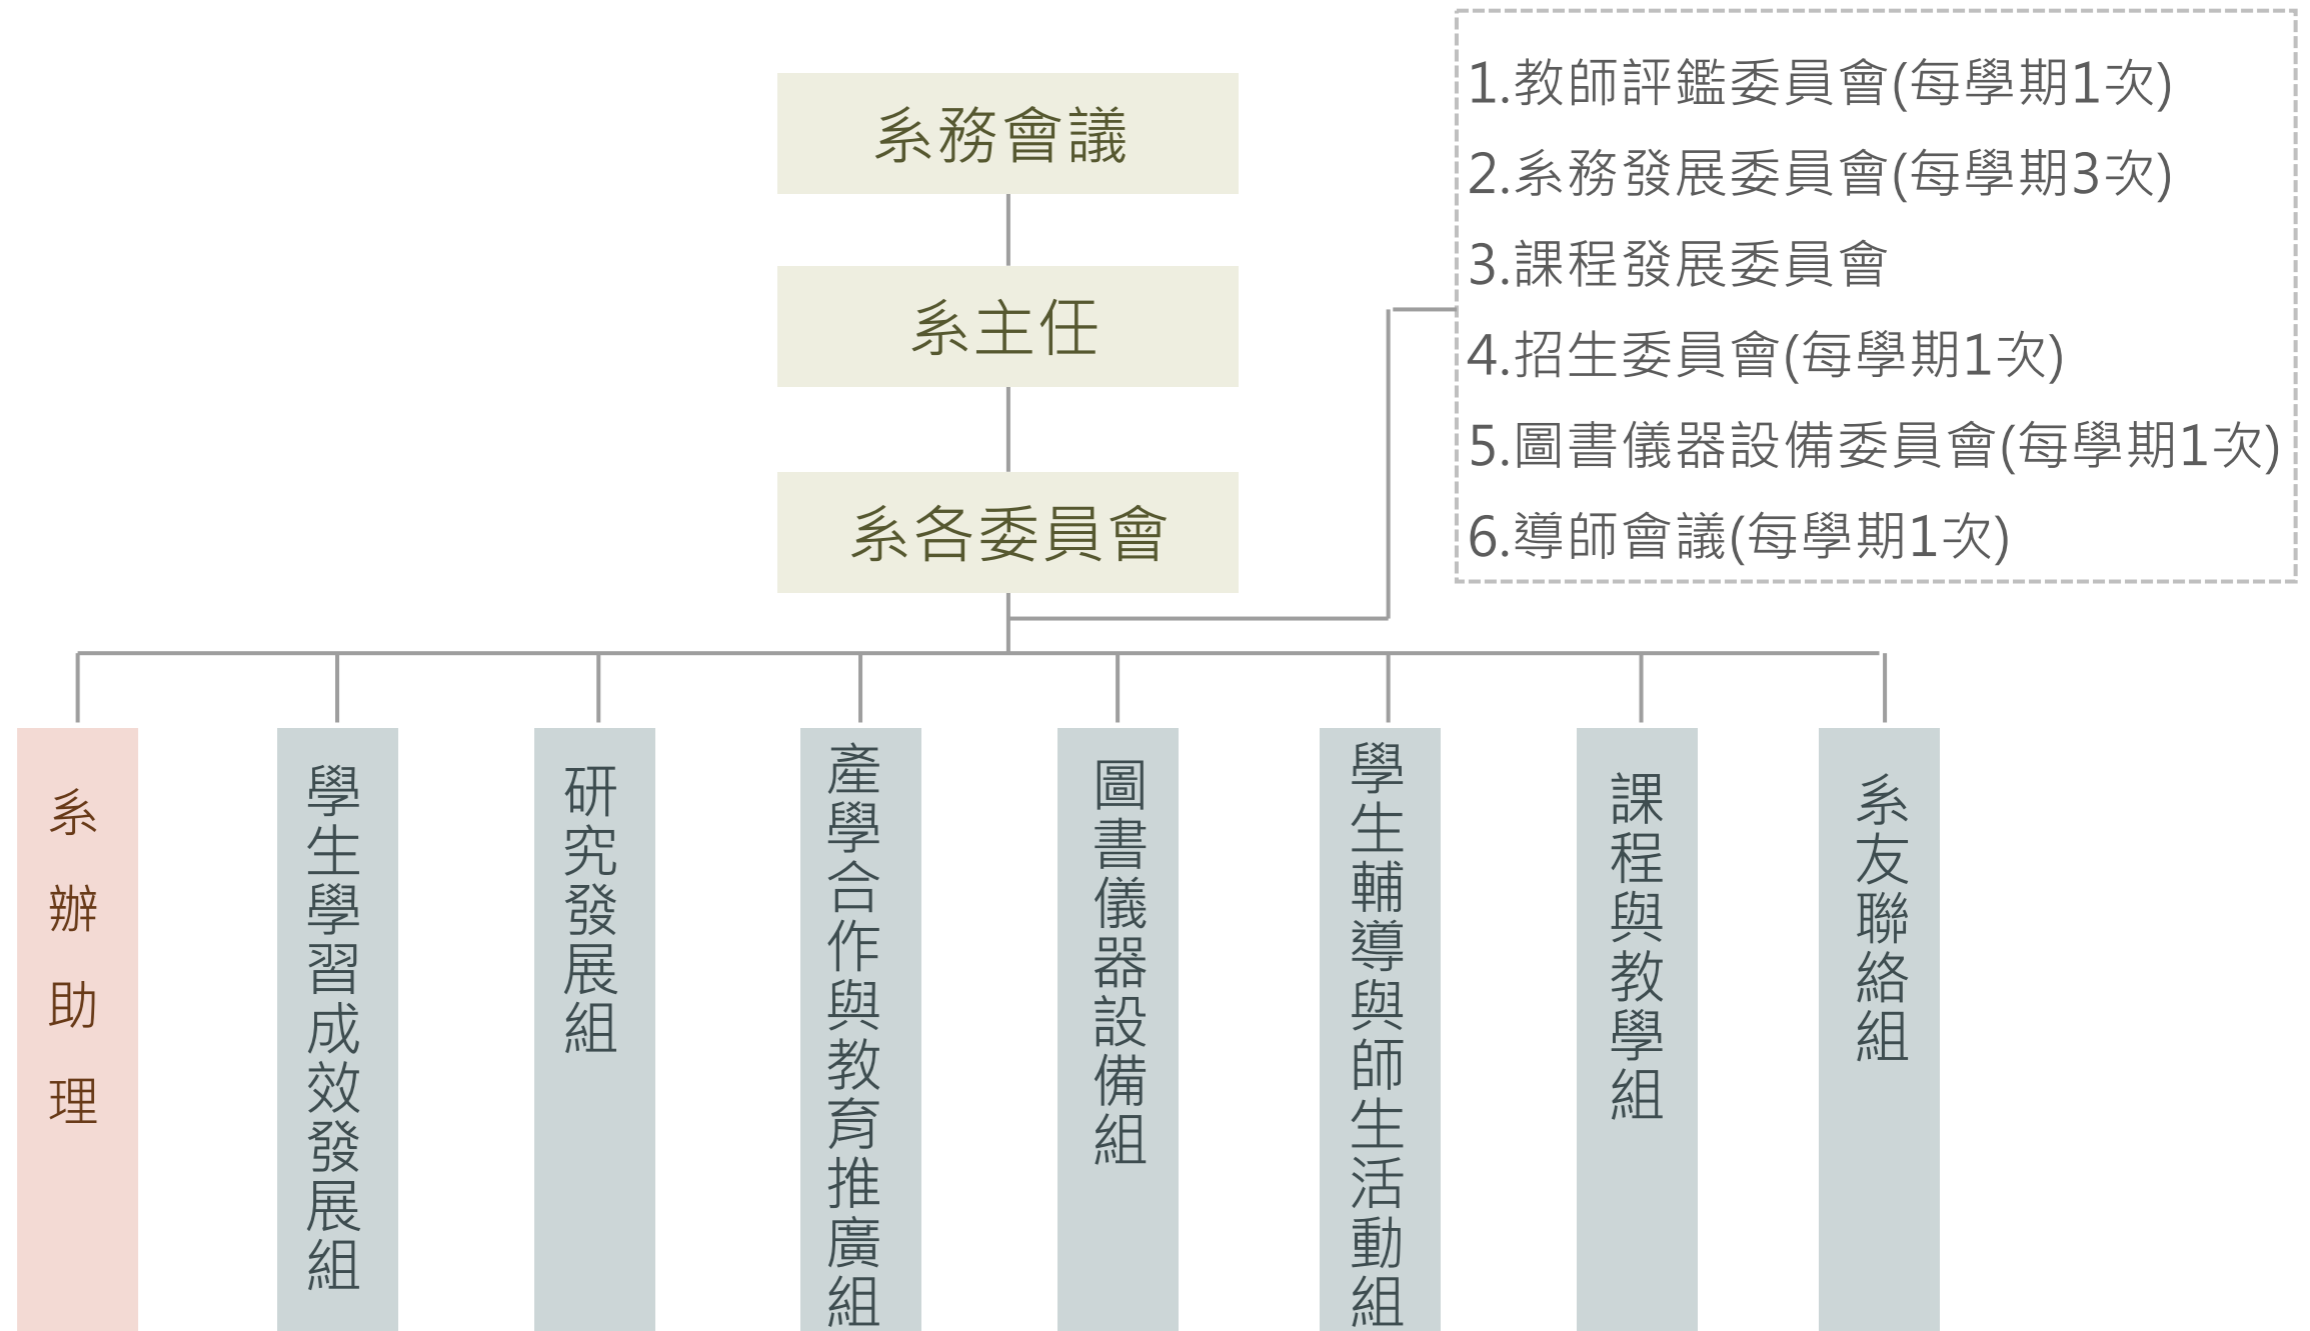 系務會議
系主任
系各委員會
1.教師評鑑委員會(每學期1次)
2.系務發展委員會(每學期3次)
3.課程發展委員會
4.招生委員會(每學期1次)
5.圖書儀器設備委員會(每學期1次)
6.導師會議(每學期1次)
系辦助理
學生學習成效發展組
研究發展組
產學合作與教育推廣組
圖書儀器設備組
學生輔導與師生活動組
課程與教學組
系友聯絡組